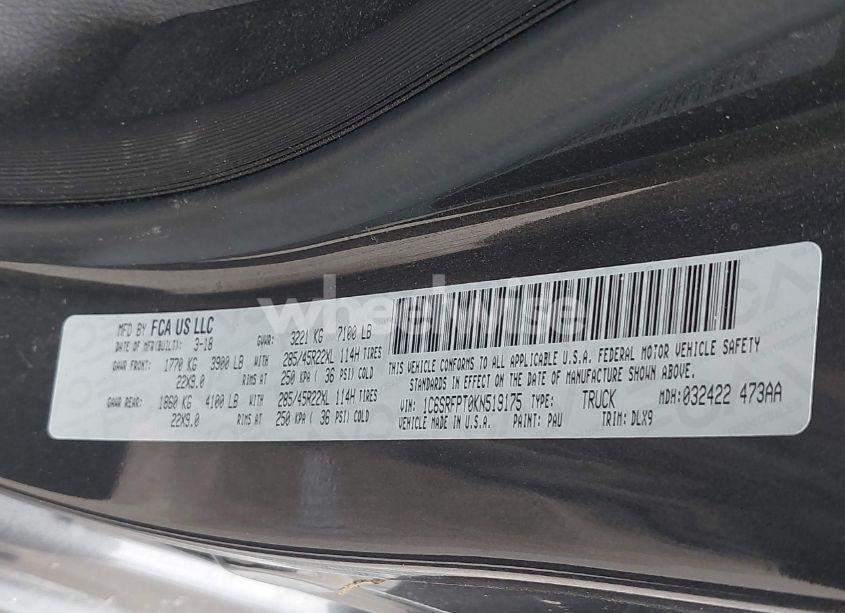 wheelwise
MFD BY FCA US LLC
DATE OF MFR(BUILT): 3-18 GVWR: 3221 KG 7100 LB
GAWR FRONT: 1770 KG 3900 LB WITH 285/45R22XL 114H TIRES
22X9.0 RIMS AT 250 KPA ( 36 PSI) COLD
GAWR REAR: 1860 KG 4100 LB WITH 285/45R22XL 114H TIRES
22X9.0 RIMS AT 250 KPA ( 36 PSI) COLD
THIS VEHICLE CONFORMS TO ALL APPLICABLE U.S.A. FEDERAL MOTOR VEHICLE SAFETY
STANDARDS IN EFFECT ON THE DATE OF MANUFACTURE SHOWN ABOVE.
VIN: 1C6SRFPT0KN519175 TYPE: TRUCK MDH: 032422 473AA
VEHICLE MADE IN U.S.A. PAINT: PAU TRIM: DLX9